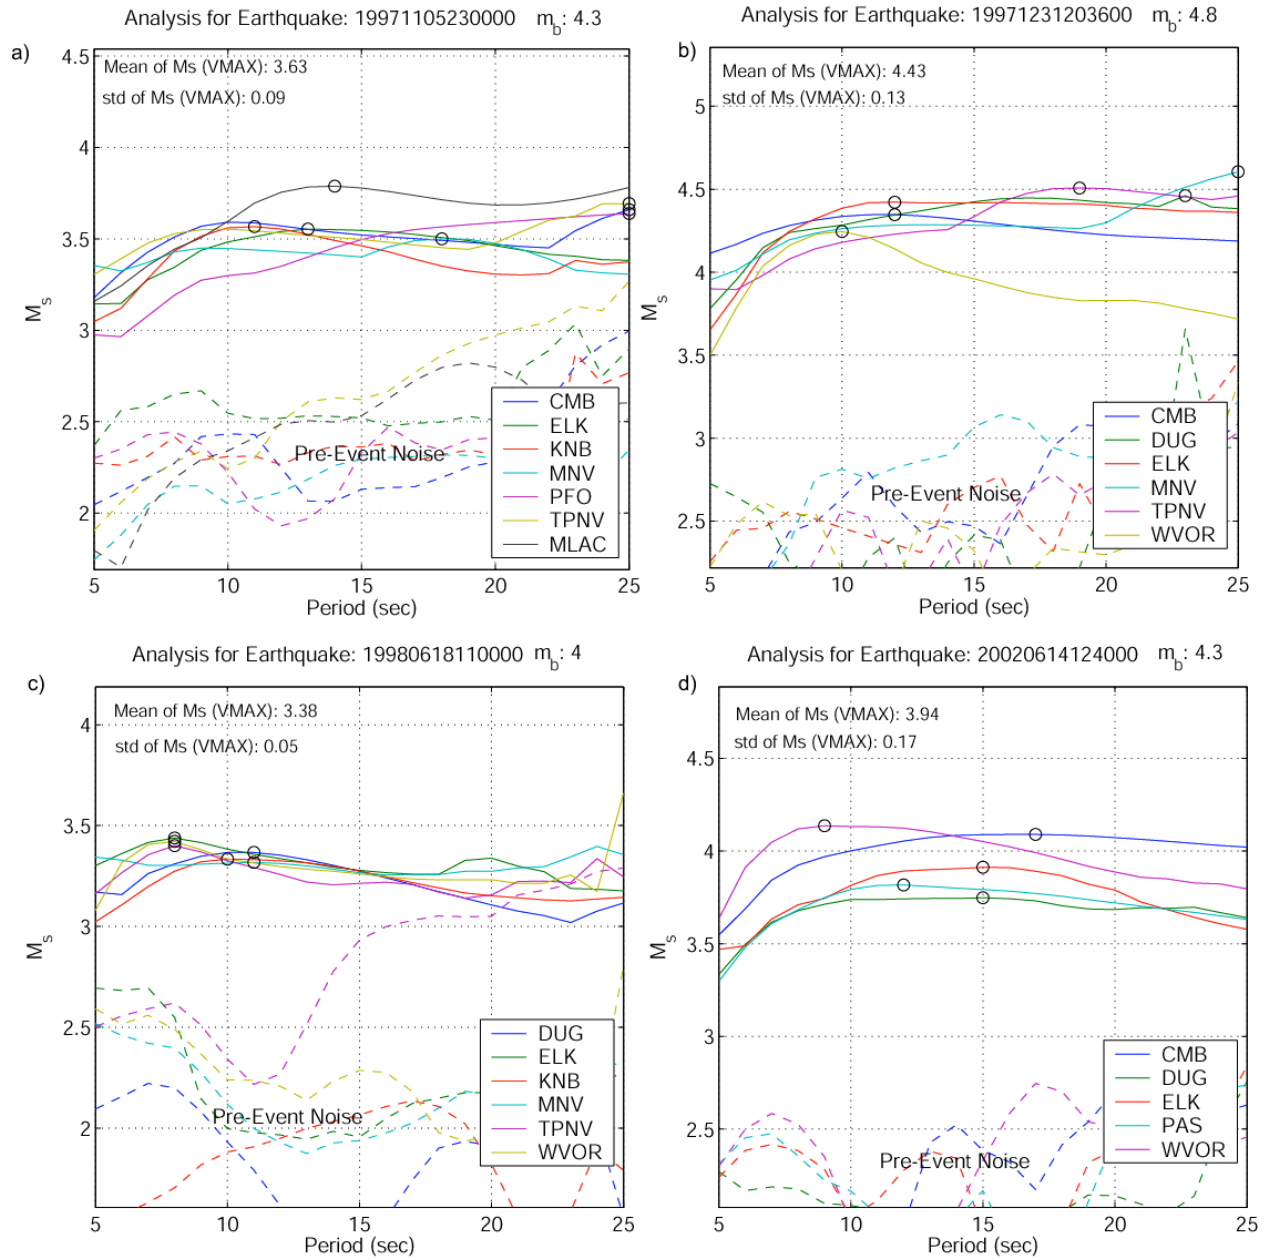 Analysis for Earthquake: 19971105230000 mb: 4.3
a)
Mean of Ms (VMAX): 3.63
std of Ms (VMAX): 0.09
4.5
4
3.5
3
2.5
2
Ms
Pre-Event Noise
CMB
ELK
KNB
MNV
PFO
TPNV
MLAC
5 10 15 20 25
Period (sec)
Analysis for Earthquake: 19971231203600 mb: 4.8
b)
Mean of Ms (VMAX): 4.43
std of Ms (VMAX): 0.13
5
4.5
4
3.5
3
2.5
Ms
Pre-Event Noise
CMB
DUG
ELK
MNV
TPNV
WVOR
5 10 15 20 25
Period (sec)
Analysis for Earthquake: 19980618110000 mb: 4
c)
Mean of Ms (VMAX): 3.38
std of Ms (VMAX): 0.05
4
3.5
3
2.5
2
Ms
Pre-Event Noise
DUG
ELK
KNB
MNV
TPNV
WVOR
5 10 15 20 25
Period (sec)
Analysis for Earthquake: 20020614124000 mb: 4.3
d)
Mean of Ms (VMAX): 3.94
std of Ms (VMAX): 0.17
4.5
4
3.5
3
2.5
Ms
Pre-Event Noise
CMB
DUG
ELK
PAS
WVOR
5 10 15 20 25
Period (sec)